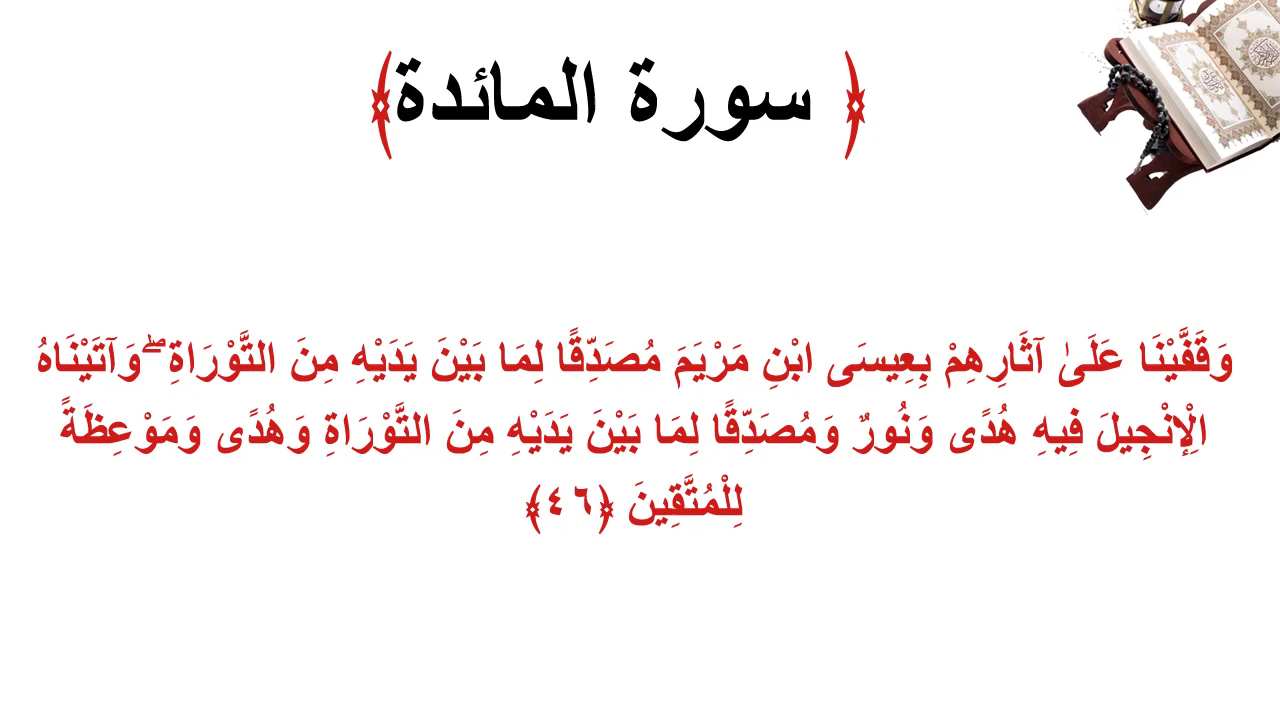 ﴿ سورة المائدة﴾
وَقَفَّيْنَا عَلَىٰ آثَارِهِمْ بِعِيسَى ابْنِ مَرْيَمَ مُصَدِّقًا لِمَا بَيْنَ يَدَيْهِ مِنَ التَّوْرَاةِ ۖ وَآتَيْنَاهُ
الْإِنْجِيلَ فِيهِ هُدًى وَنُورٌ وَمُصَدِّقًا لِمَا بَيْنَ يَدَيْهِ مِنَ التَّوْرَاةِ وَهُدًى وَمَوْعِظَةً
لِلْمُتَّقِينَ ﴿٤٦﴾